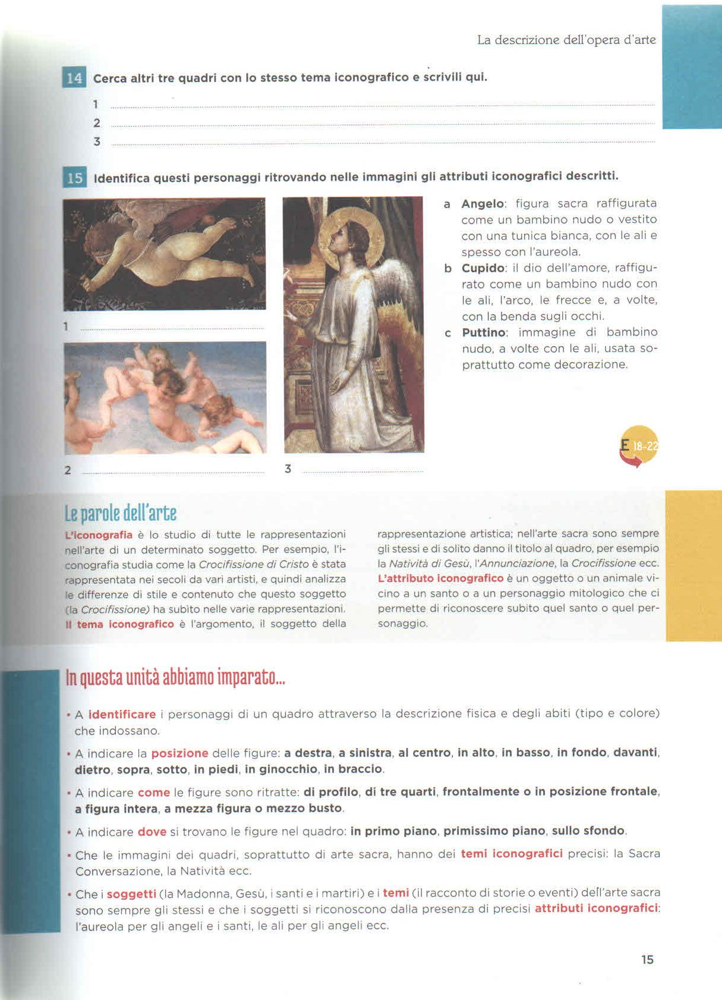 La descrizione dell'opera d'arte
14 Cerca altri tre quadri con lo stesso tema iconografico e scrivili qui.
1
2
3
15 Identifica questi personaggi ritrovando nelle immagini gli attributi iconografici descritti.
a Angelo: figura sacra raffigurata
come un bambino nudo o vestito
con una tunica bianca, con le ali e
spesso con l'aureola.
b Cupido: il dio dell'amore, raffigu-
rato come un bambino nudo con
le ali, l'arco, le frecce e, a volte,
con la benda sugli occhi.
c Puttino: immagine di bambino
nudo, a volte con le ali, usata so-
prattutto come decorazione.
1
2
3
E 18-22
Le parole dell'arte
L'iconografia è lo studio di tutte le rappresentazioni
nell'arte di un determinato soggetto. Per esempio, l'i-
conografia studia come la Crocifissione di Cristo è stata
rappresentata nei secoli da vari artisti, e quindi analizza
le differenze di stile e contenuto che questo soggetto
(la Crocifissione) ha subito nelle varie rappresentazioni.
Il tema iconografico è l'argomento, il soggetto della
rappresentazione artistica; nell'arte sacra sono sempre
gli stessi e di solito danno il titolo al quadro, per esempio
la Natività di Gesù, l'Annunciazione, la Crocifissione ecc.
L'attributo iconografico è un oggetto o un animale vi-
cino a un santo o a un personaggio mitologico che ci
permette di riconoscere subito quel santo o quel per-
sonaggio.
In questa unità abbiamo imparato...
• A identificare i personaggi di un quadro attraverso la descrizione fisica e degli abiti (tipo e colore)
che indossano.
• A indicare la posizione delle figure: a destra, a sinistra, al centro, in alto, in basso, in fondo, davanti,
dietro, sopra, sotto, in piedi, in ginocchio, in braccio.
• A indicare come le figure sono ritratte: di profilo, di tre quarti, frontalmente o in posizione frontale,
a figura intera, a mezza figura o mezzo busto.
• A indicare dove si trovano le figure nel quadro: in primo piano, primissimo piano, sullo sfondo.
• Che le immagini dei quadri, soprattutto di arte sacra, hanno dei temi iconografici precisi: la Sacra
Conversazione, la Natività ecc.
• Che i soggetti (la Madonna, Gesù, i santi e i martiri) e i temi (il racconto di storie o eventi) dell'arte sacra
sono sempre gli stessi e che i soggetti si riconoscono dalla presenza di precisi attributi iconografici:
l'aureola per gli angeli e i santi, le ali per gli angeli ecc.
15